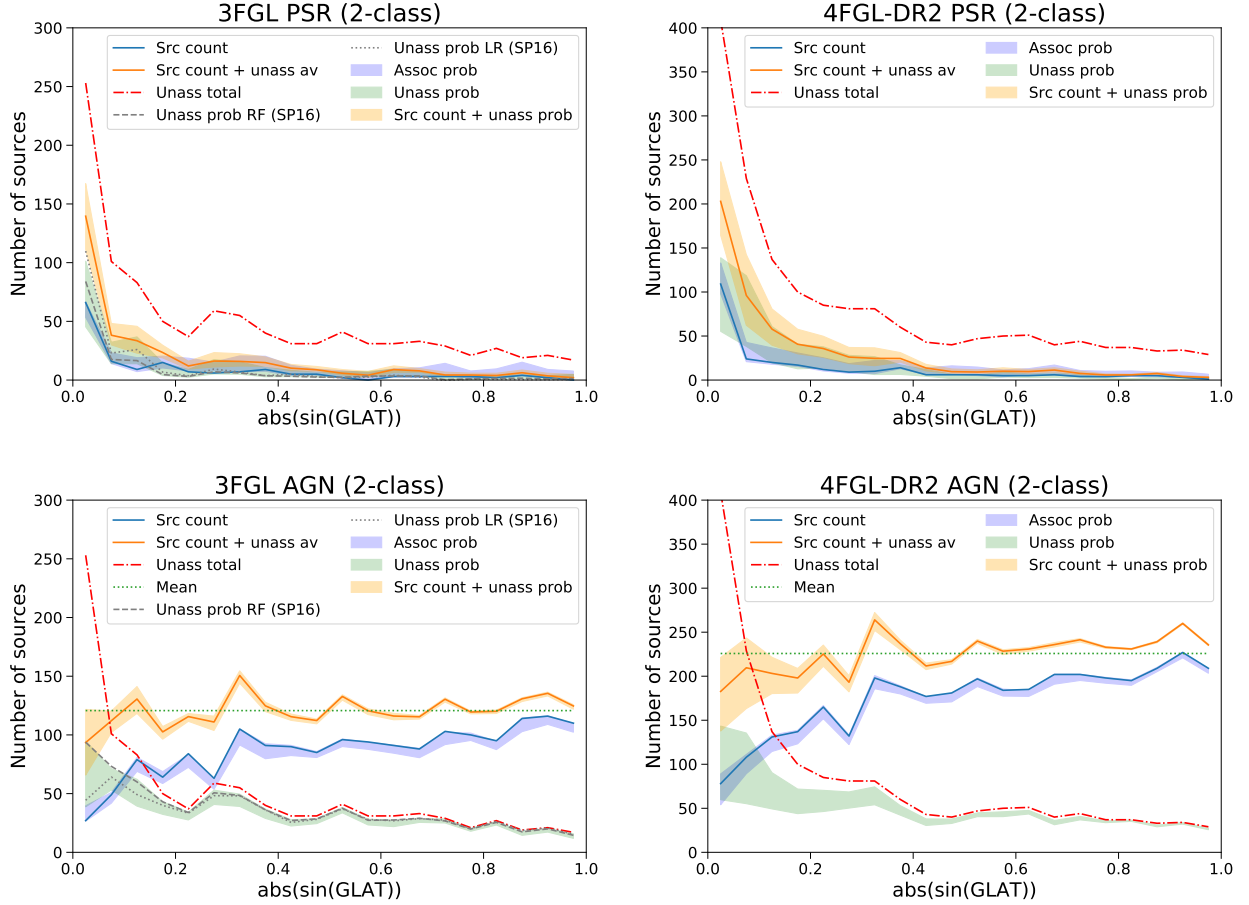 3FGL PSR (2-class)
Number of sources
300
250
200
150
100
50
0
Src count
Src count + unass av
Unass total
Unass prob RF (SP16)
Unass prob LR (SP16)
Assoc prob
Unass prob
Src count + unass prob
0.0 0.2 0.4 0.6 0.8 1.0
abs(sin(GLAT))
4FGL-DR2 PSR (2-class)
Number of sources
400
350
300
250
200
150
100
50
0
Src count
Src count + unass av
Unass total
Assoc prob
Unass prob
Src count + unass prob
0.0 0.2 0.4 0.6 0.8 1.0
abs(sin(GLAT))
3FGL AGN (2-class)
Number of sources
300
250
200
150
100
50
0
Src count
Src count + unass av
Unass total
Mean
Unass prob RF (SP16)
Unass prob LR (SP16)
Assoc prob
Unass prob
Src count + unass prob
0.0 0.2 0.4 0.6 0.8 1.0
abs(sin(GLAT))
4FGL-DR2 AGN (2-class)
Number of sources
400
350
300
250
200
150
100
50
0
Src count
Src count + unass av
Unass total
Mean
Assoc prob
Unass prob
Src count + unass prob
0.0 0.2 0.4 0.6 0.8 1.0
abs(sin(GLAT))